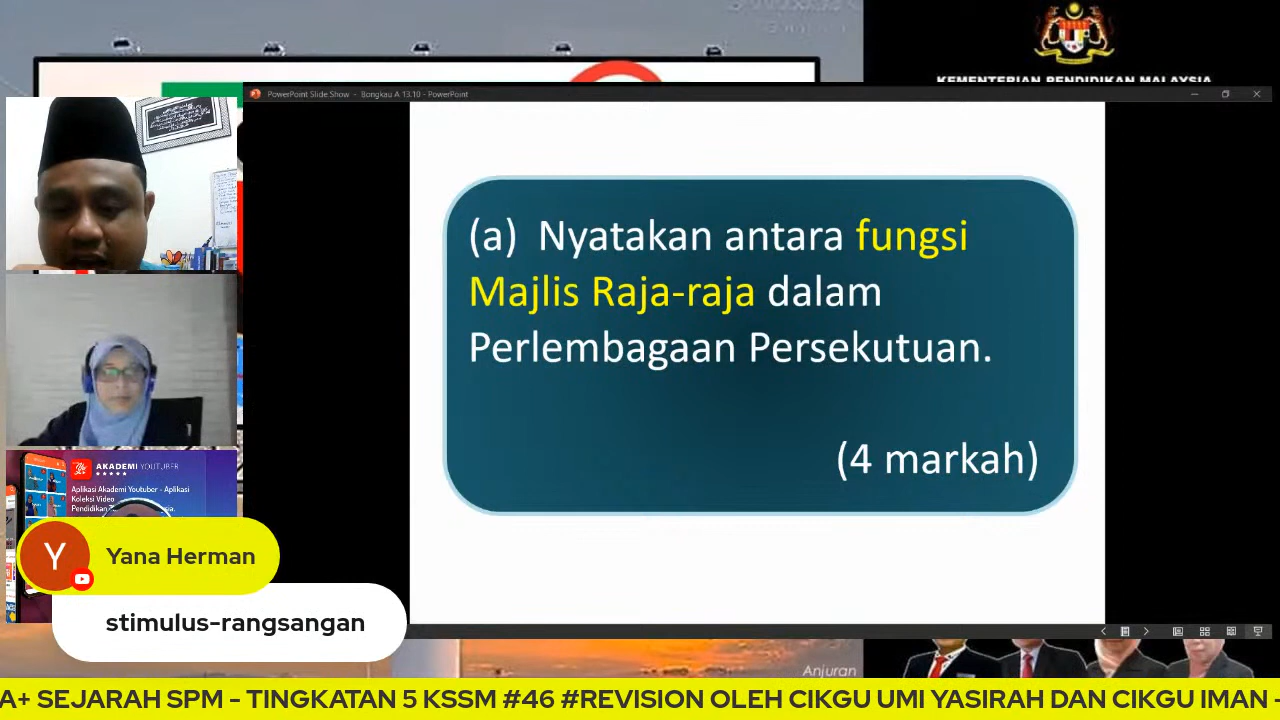 KEMENTERIAN PENDIDIKAN MALAYSIA
PowerPoint Slide Show - Bongkau A 13.10 - PowerPoint
(a) Nyatakan antara fungsi
Majlis Raja-raja dalam
Perlembagaan Persekutuan.
(4 markah)
AKADEMI YOUTUBER
Aplikasi Akademi Youtuber - Aplikasi
Koleksi Video
Y
Yana Herman
stimulus-rangsangan
Anjuran
A+ SEJARAH SPM - TINGKATAN 5 KSSM #46 #REVISION OLEH CIKGU UMI YASIRAH DAN CIKGU IMAN -